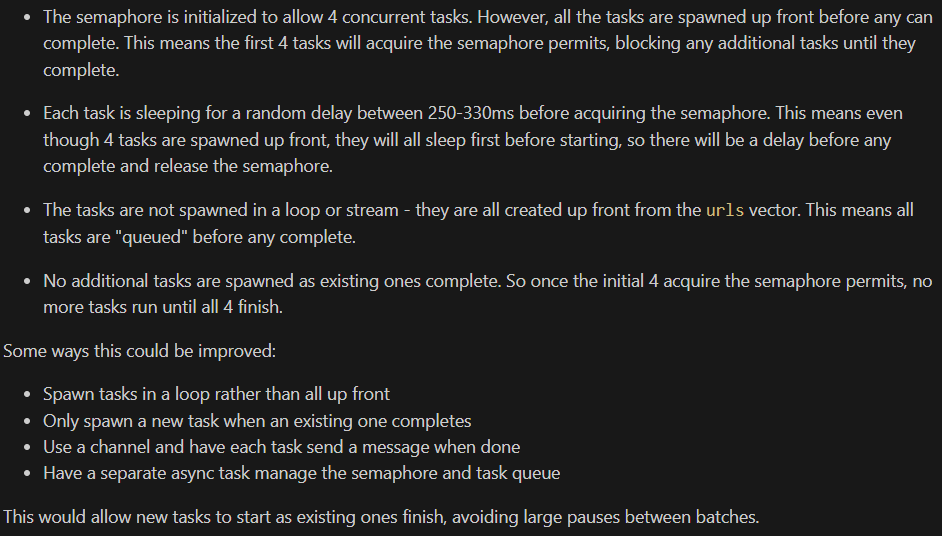 • The semaphore is initialized to allow 4 concurrent tasks. However, all the tasks are spawned up front before any can
complete. This means the first 4 tasks will acquire the semaphore permits, blocking any additional tasks until they
complete.
• Each task is sleeping for a random delay between 250-330ms before acquiring the semaphore. This means even
though 4 tasks are spawned up front, they will all sleep first before starting, so there will be a delay before any
complete and release the semaphore.
• The tasks are not spawned in a loop or stream - they are all created up front from the urls vector. This means all
tasks are "queued" before any complete.
• No additional tasks are spawned as existing ones complete. So once the initial 4 acquire the semaphore permits, no
more tasks run until all 4 finish.
Some ways this could be improved:
• Spawn tasks in a loop rather than all up front
• Only spawn a new task when an existing one completes
• Use a channel and have each task send a message when done
• Have a separate async task manage the semaphore and task queue
This would allow new tasks to start as existing ones finish, avoiding large pauses between batches.